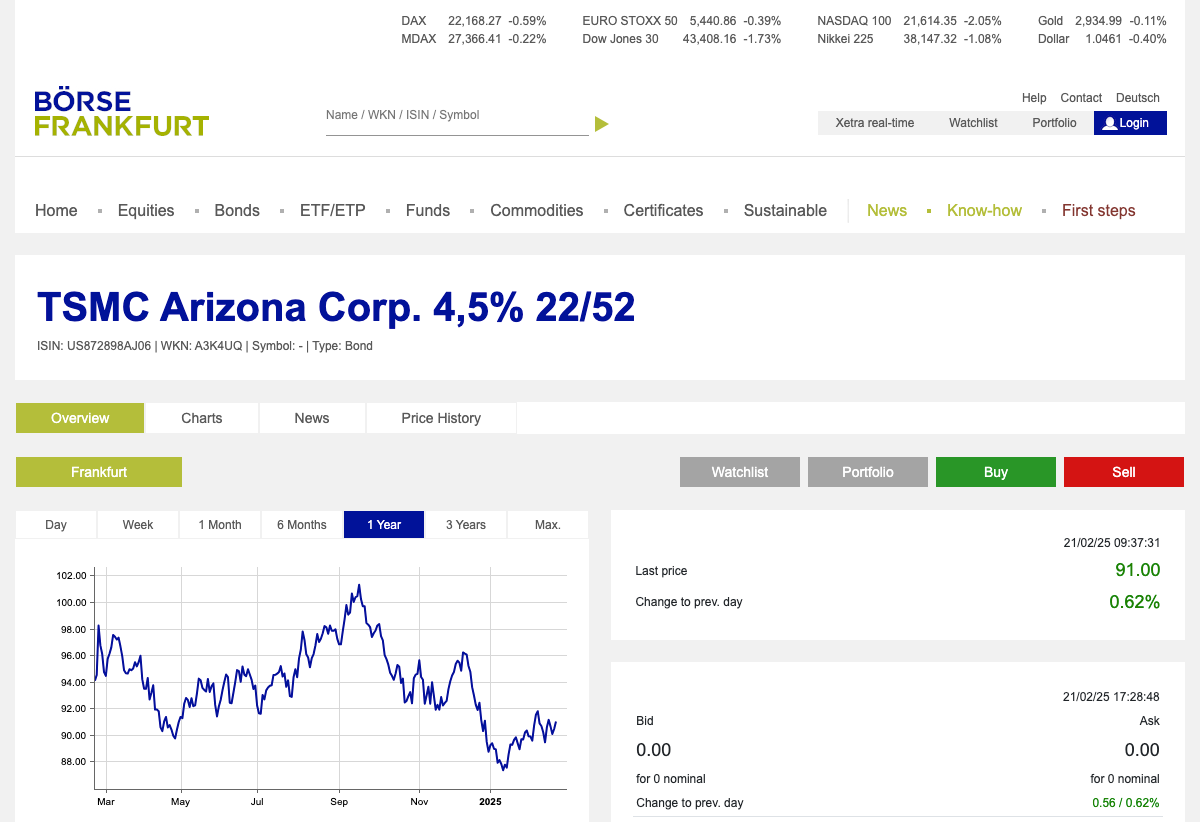 DAX 22,168.27 -0.59% EURO STOXX 50 5,440.86 -0.39% NASDAQ 100 21,614.35 -2.05% Gold 2,934.99 -0.11%
MDAX 27,366.41 -0.22% Dow Jones 30 43,408.16 -1.73% Nikkei 225 38,147.32 -1.08% Dollar 1.0461 -0.40%
BÖRSE
FRANKFURT
Name / WKN / ISIN / Symbol
Help Contact Deutsch
Xetra real-time Watchlist Portfolio Login
Home Equities Bonds ETF/ETP Funds Commodities Certificates Sustainable News Know-how First steps
TSMC Arizona Corp. 4,5% 22/52
ISIN: US872898AJ06 | WKN: A3K4UQ | Symbol: - | Type: Bond
Overview Charts News Price History
Frankfurt Watchlist Portfolio Buy Sell
Day Week 1 Month 6 Months 1 Year 3 Years Max.
102.00
100.00
98.00
96.00
94.00
92.00
90.00
88.00
Mar May Jul Sep Nov 2025
21/02/25 09:37:31
Last price 91.00
Change to prev. day 0.62%
21/02/25 17:28:48
Bid Ask
0.00 0.00
for 0 nominal for 0 nominal
Change to prev. day 0.56 / 0.62%